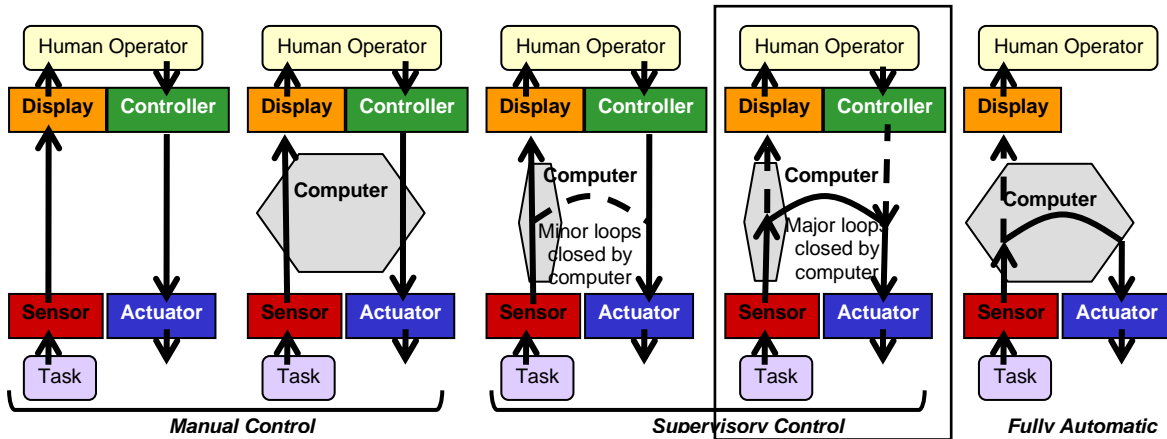 Human Operator
Display
Controller
Sensor
Actuator
Task
Human Operator
Display
Controller
Computer
Sensor
Actuator
Task
Manual Control
Human Operator
Display
Controller
Computer
Minor loops
closed by
computer
Sensor
Actuator
Task
Human Operator
Display
Controller
Computer
Major loops
closed by
computer
Sensor
Actuator
Task
Supervisory Control
Human Operator
Display
Computer
Sensor
Actuator
Task
Fully Automatic